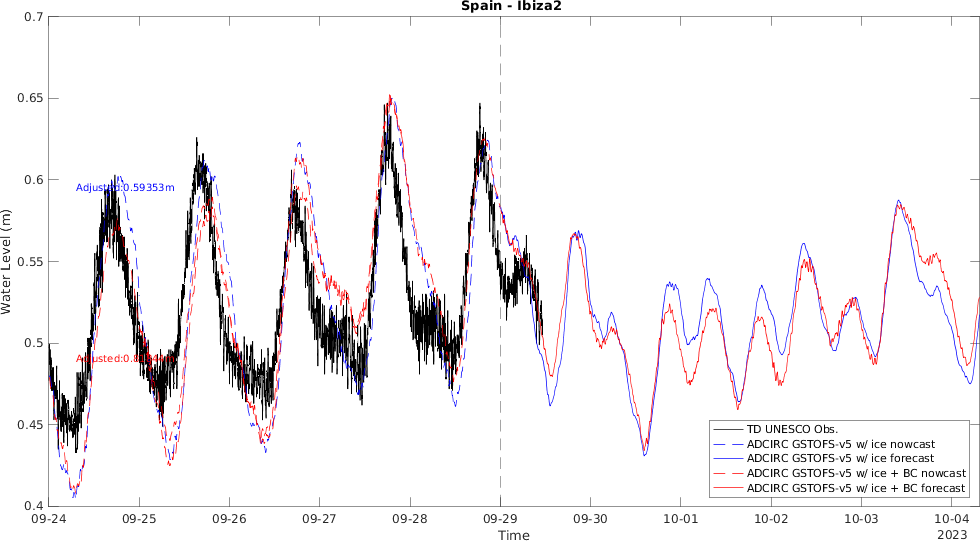 Spain - Ibiza2
Water Level (m)
0.7
0.65
0.6
0.55
0.5
0.45
0.4
Adjusted:0.59353m
TD UNESCO Obs.
ADCIRC GSTOFS-v5 w/ ice nowcast
ADCIRC GSTOFS-v5 w/ ice forecast
ADCIRC GSTOFS-v5 w/ ice + BC nowcast
ADCIRC GSTOFS-v5 w/ ice + BC forecast
09-24 09-25 09-26 09-27 09-28 09-29 09-30 10-01 10-02 10-03 10-04
Time
2023